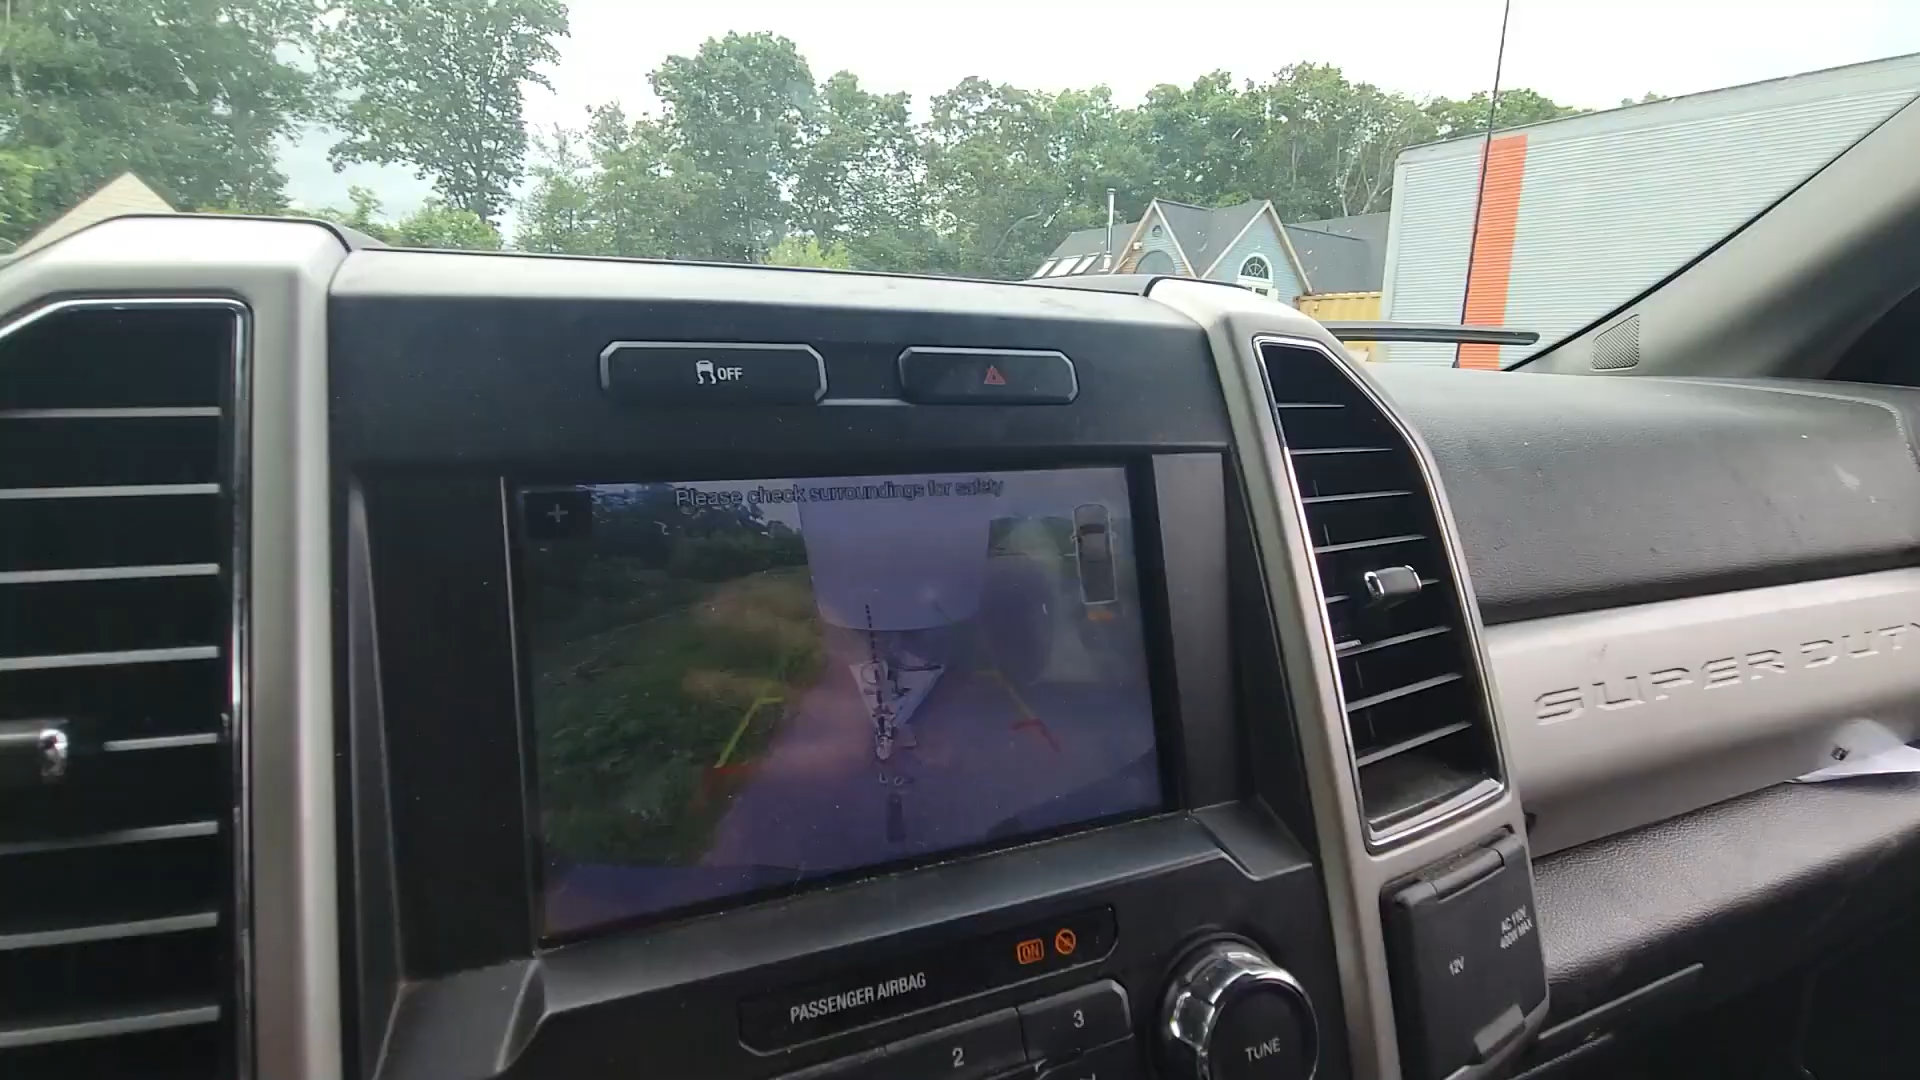 OFF
+
Please check surroundings for safety
SUPER DUTY
ON
PASSENGER AIRBAG
3
2
TUNE
12V
AC 110V
400W MAX